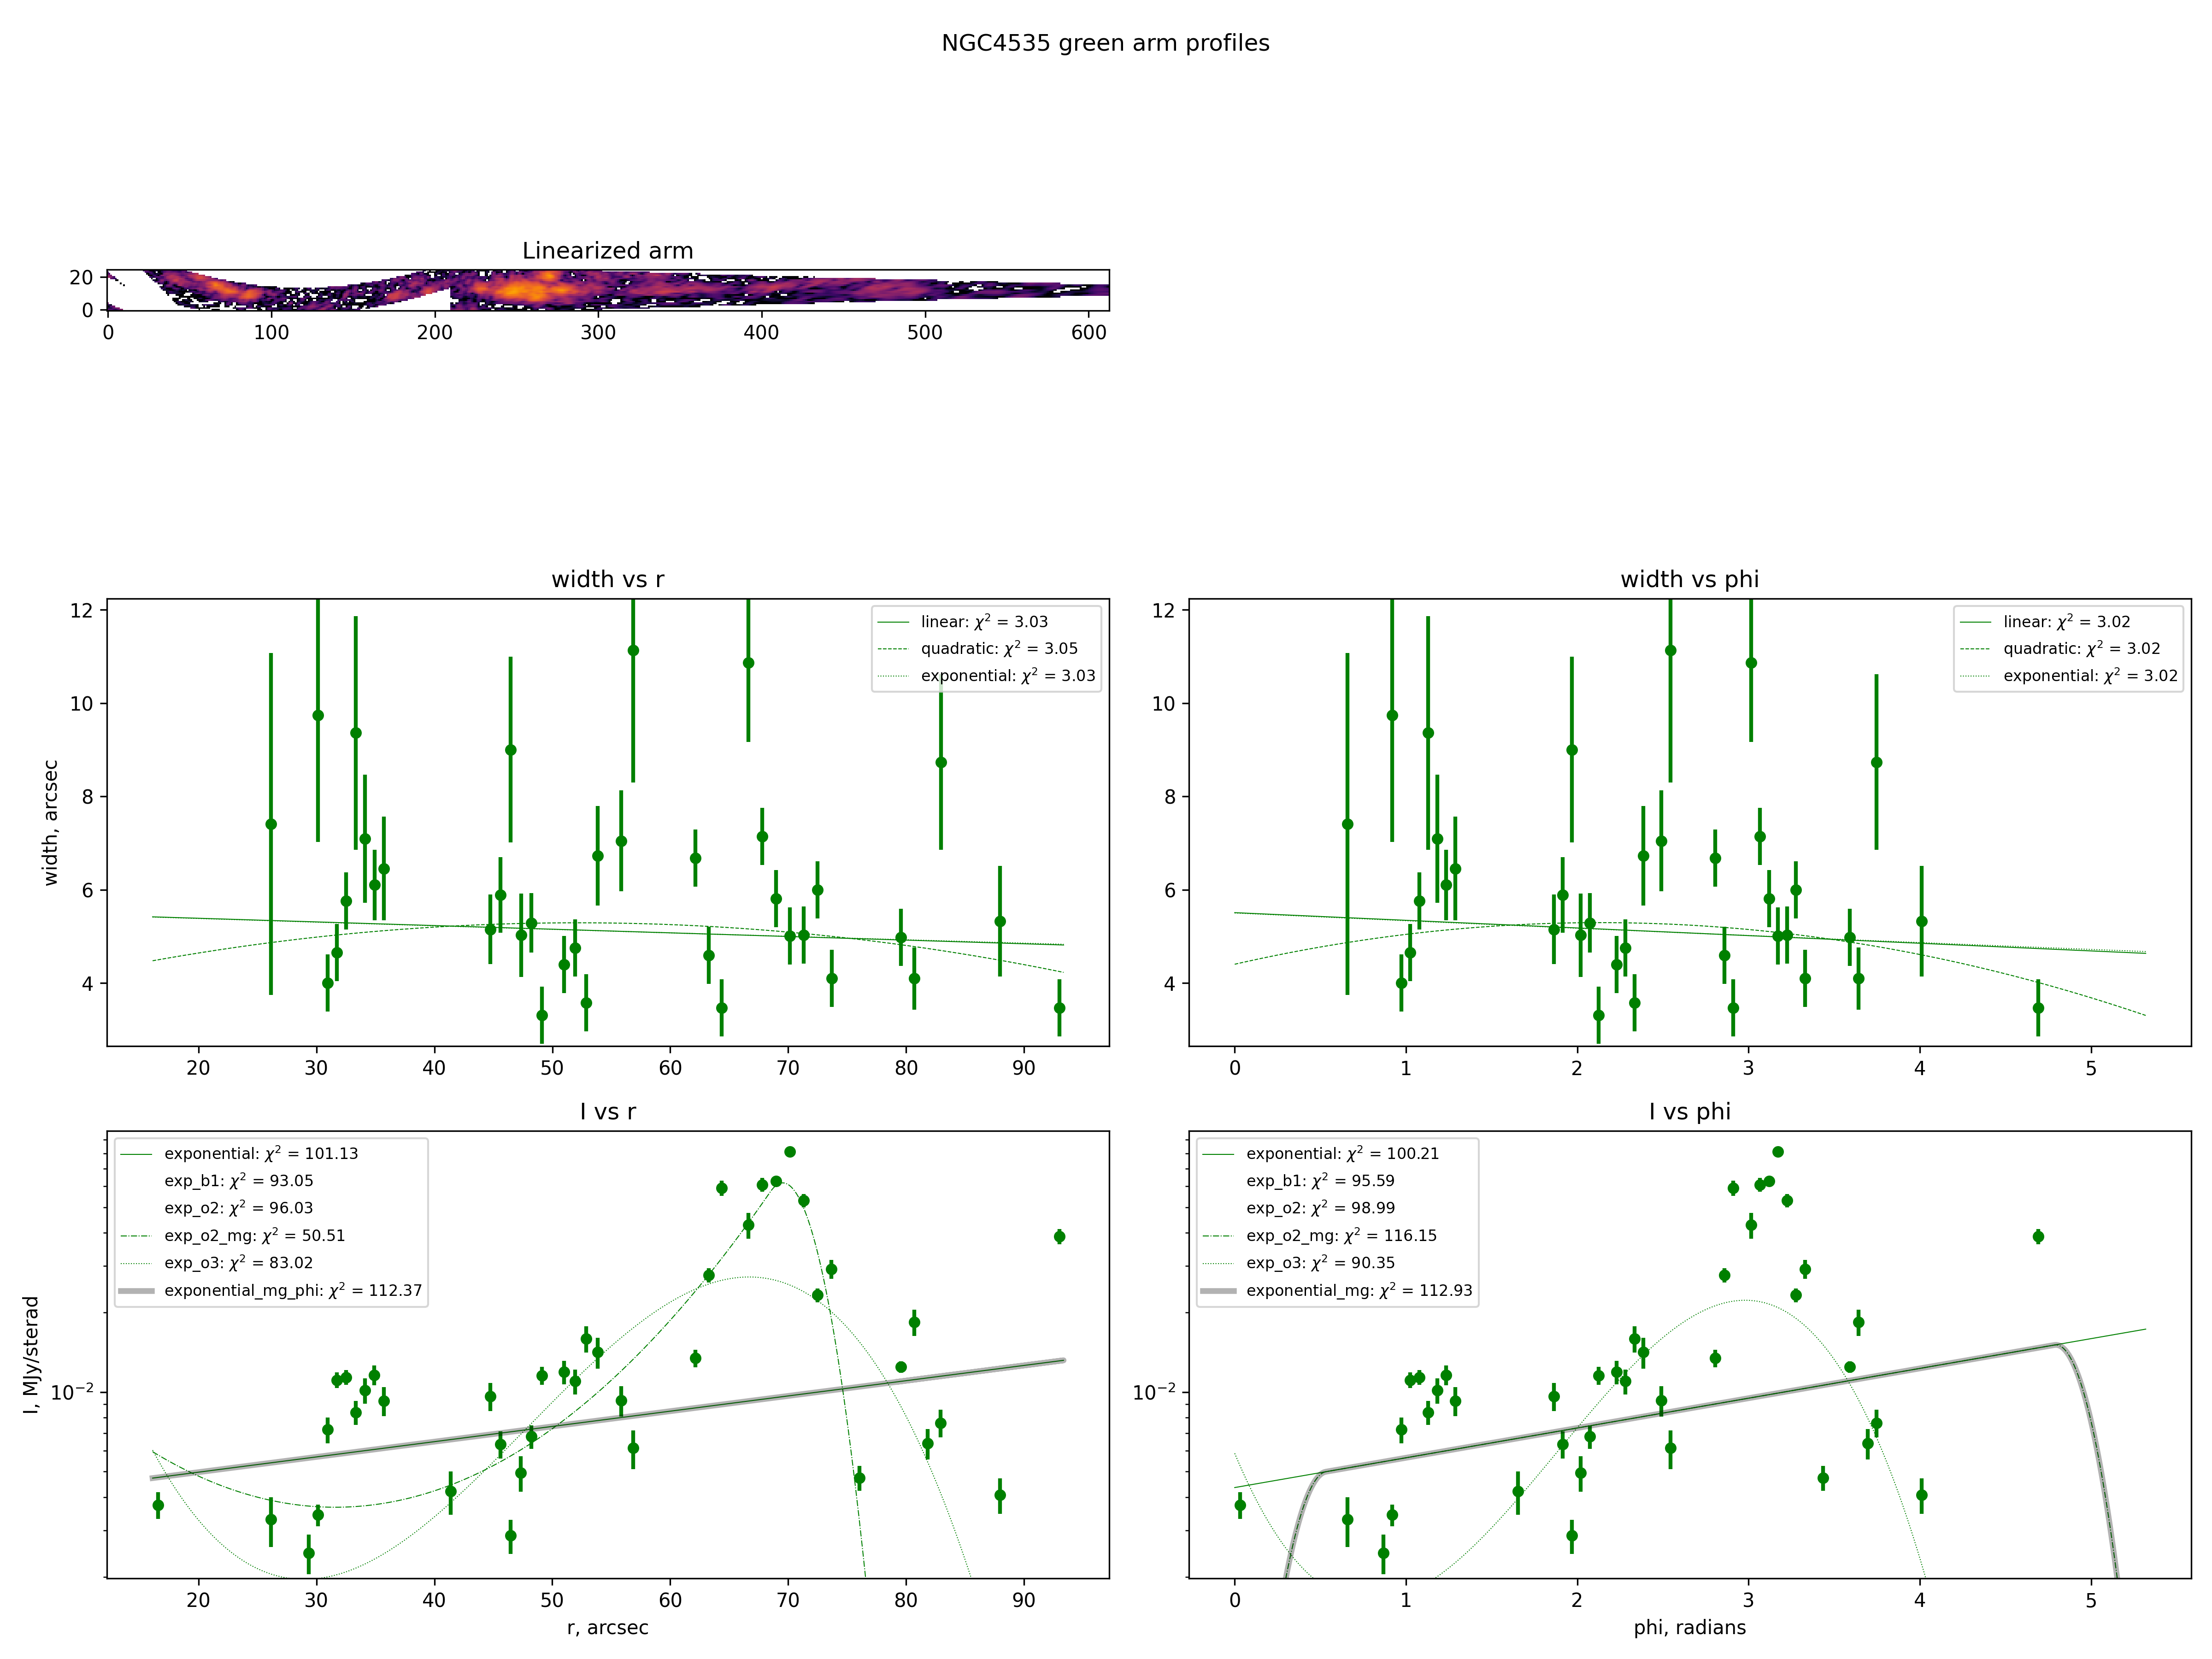 NGC4535 green arm profiles
Linearized arm
20
0
0 100 200 300 400 500 600
width vs r
12
10
8
6
4
width, arcsec
linear: χ² = 3.03
quadratic: χ² = 3.05
exponential: χ² = 3.03
20 30 40 50 60 70 80 90
width vs phi
12
10
8
6
4
linear: χ² = 3.02
quadratic: χ² = 3.02
exponential: χ² = 3.02
0 1 2 3 4 5
I vs r
exponential: χ² = 101.13
exp_b1: χ² = 93.05
exp_o2: χ² = 96.03
exp_o2_mg: χ² = 50.51
exp_o3: χ² = 83.02
exponential_mg_phi: χ² = 112.37
I, MJy/sterad
10⁻²
20 30 40 50 60 70 80 90
r, arcsec
I vs phi
exponential: χ² = 100.21
exp_b1: χ² = 95.59
exp_o2: χ² = 98.99
exp_o2_mg: χ² = 116.15
exp_o3: χ² = 90.35
exponential_mg: χ² = 112.93
10⁻²
0 1 2 3 4 5
phi, radians